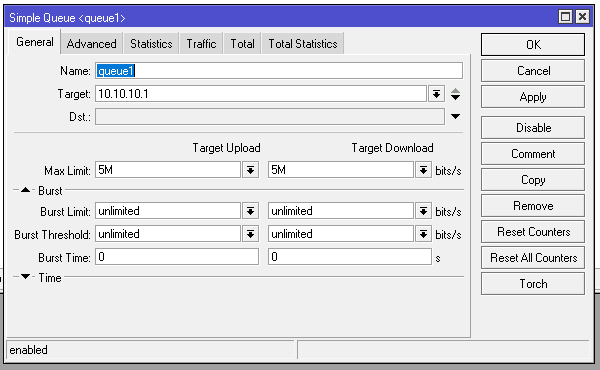 Simple Queue <queue1>
General Advanced Statistics Traffic Total Total Statistics
Name: queue1
Target: 10.10.10.1
Dst.:
Target Upload Target Download
Max Limit: 5M 5M bits/s
Burst
Burst Limit: unlimited unlimited bits/s
Burst Threshold: unlimited unlimited bits/s
Burst Time: 0 0 s
Time
enabled
OK
Cancel
Apply
Disable
Comment
Copy
Remove
Reset Counters
Reset All Counters
Torch